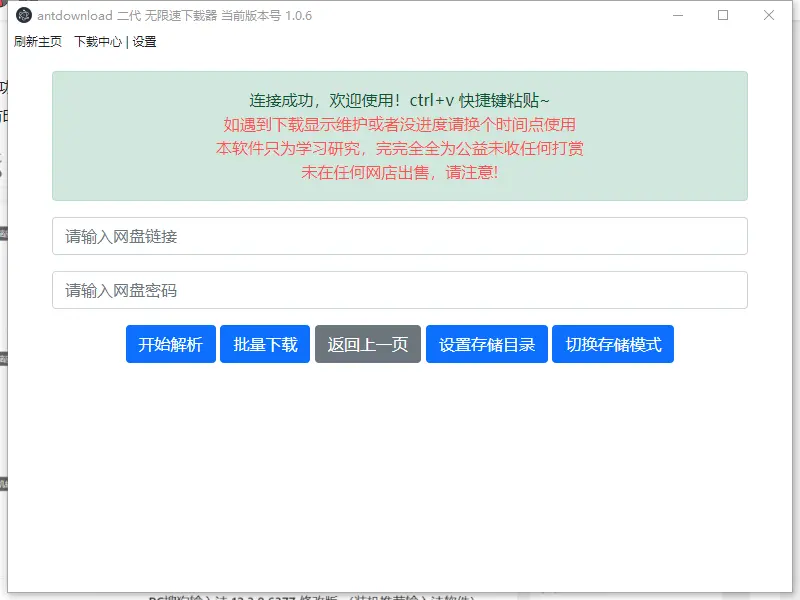 antdownload 二代 无限速下载器 当前版本号 1.0.6
刷新主页 下载中心 | 设置
连接成功，欢迎使用！ctrl+v 快捷键粘贴~
如遇到下载显示维护或者没进度请换个时间点使用
本软件只为学习研究，完完全全为公益未收任何打赏
未在任何网店出售，请注意!
请输入网盘链接
请输入网盘密码
开始解析 批量下载 返回上一页 设置存储目录 切换存储模式